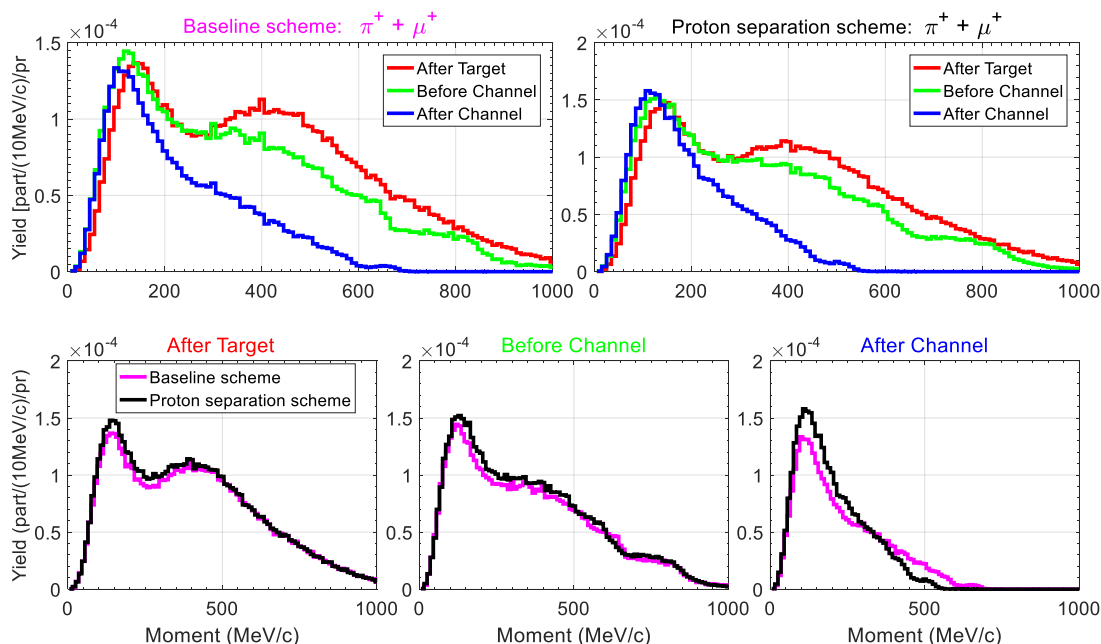 Baseline scheme: π+ + μ+
Proton separation scheme: π+ + μ+
×10-4
×10-4
Yield [part/(10MeV/c)/pr
1.5
1
0.5
0
After Target
Before Channel
After Channel
0 200 400 600 800 1000
2
1.5
1
0.5
0
After Target
Before Channel
After Channel
0 200 400 600 800 1000
After Target
Before Channel
After Channel
×10-4
×10-4
×10-4
Yield (part/(10MeV/c)/pr)
2
1.5
1
0.5
0
Baseline scheme
Proton separation scheme
0 500 1000
Moment (MeV/c)
2
1.5
1
0.5
0
0 500 1000
Moment (MeV/c)
2
1.5
1
0.5
0
0 500 1000
Moment (MeV/c)